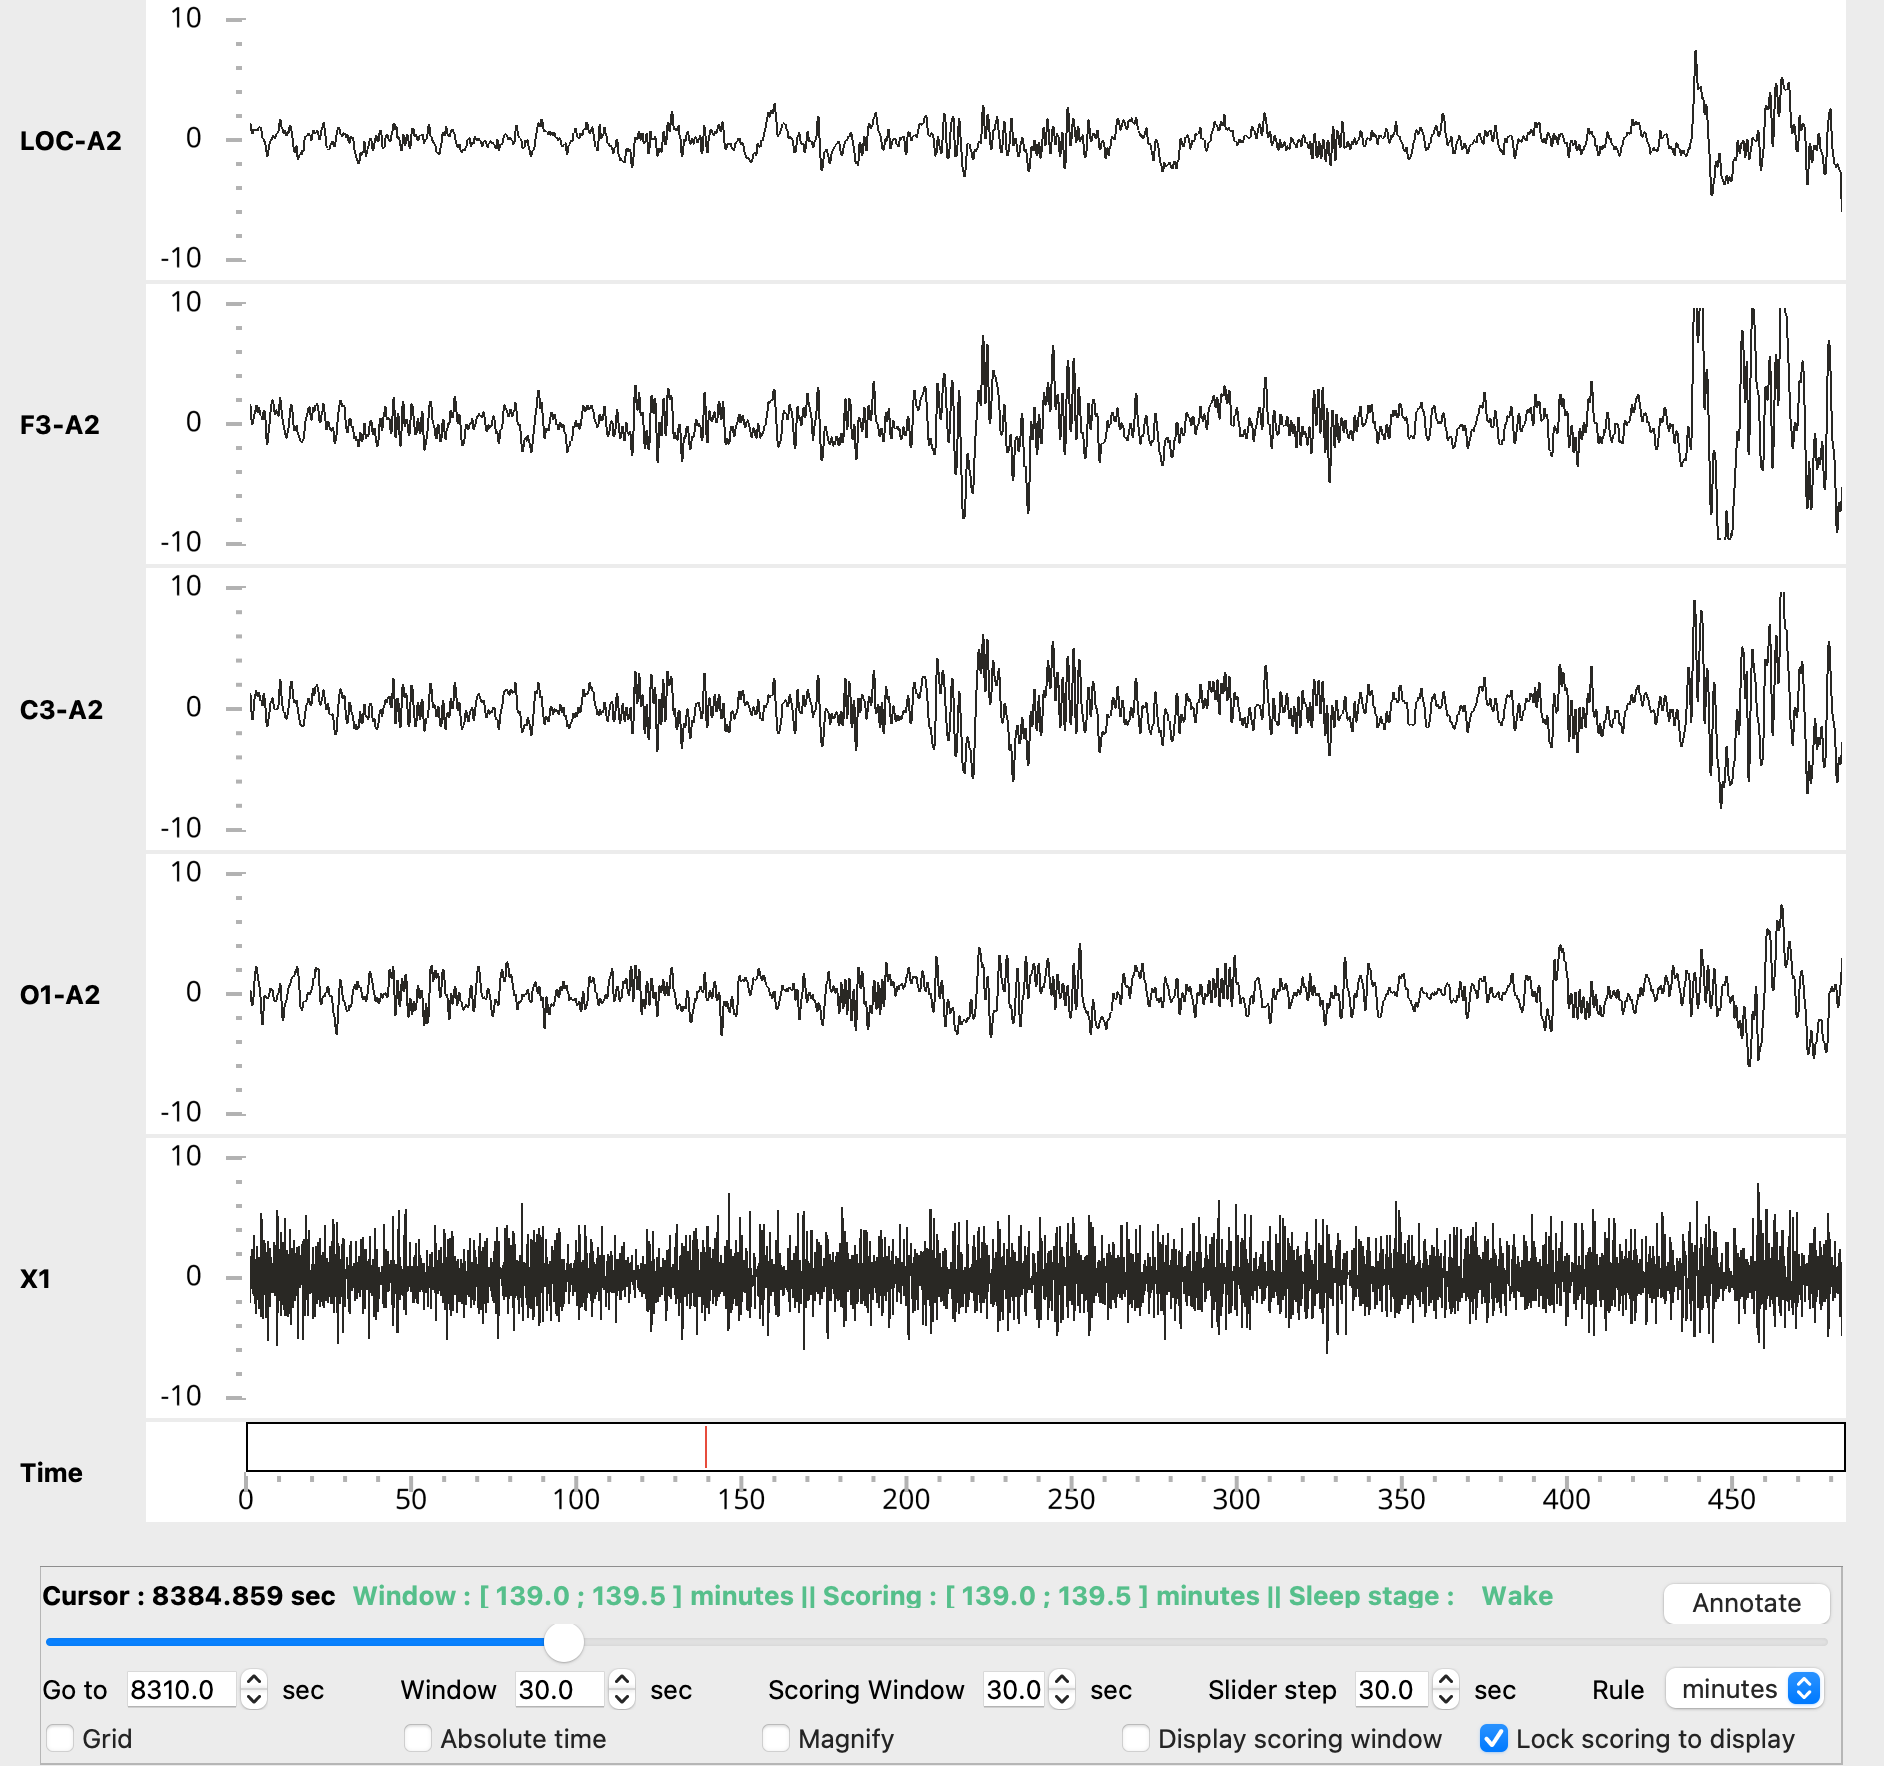 10
LOC-A2
0
-10
10
F3-A2
0
-10
10
C3-A2
0
-10
10
O1-A2
0
-10
10
X1
0
-10
Time
0 50 100 150 200 250 300 350 400 450
Cursor : 8384.859 sec Window : [ 139.0 ; 139.5 ] minutes || Scoring : [ 139.0 ; 139.5 ] minutes || Sleep stage : Wake Annotate
Go to 8310.0 sec Window 30.0 sec Scoring Window 30.0 sec Slider step 30.0 sec Rule minutes
Grid Absolute time Magnify Display scoring window Lock scoring to display